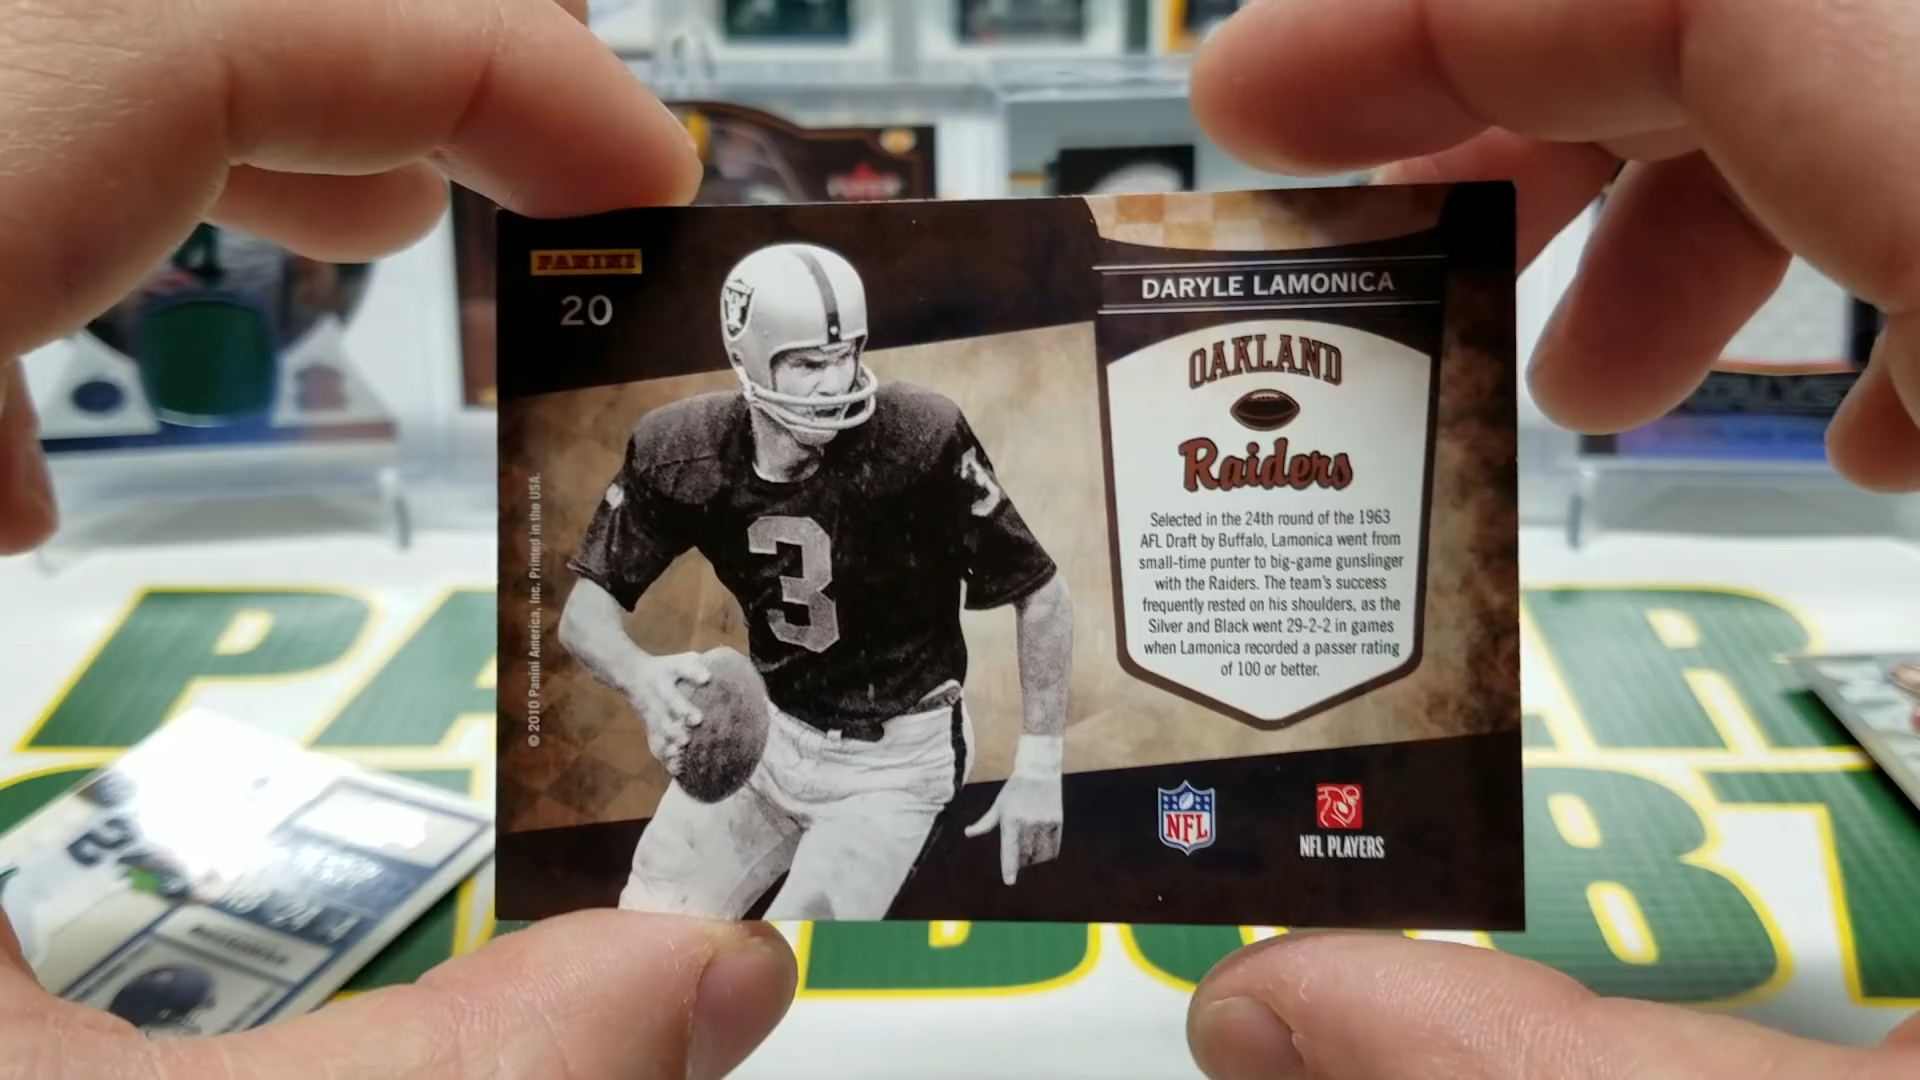 PANINI
20
DARYLE LAMONICA
OAKLAND
Raiders
3
3
Selected in the 24th round of the 1963
AFL Draft by Buffalo, Lamonica went from
small-time punter to big-game gunslinger
with the Raiders. The team's success
frequently rested on his shoulders, as the
Silver and Black went 29-2-2 in games
when Lamonica recorded a passer rating
of 100 or better.
© 2010 Panini America, Inc. Printed in the USA.
NFL
NFL PLAYERS